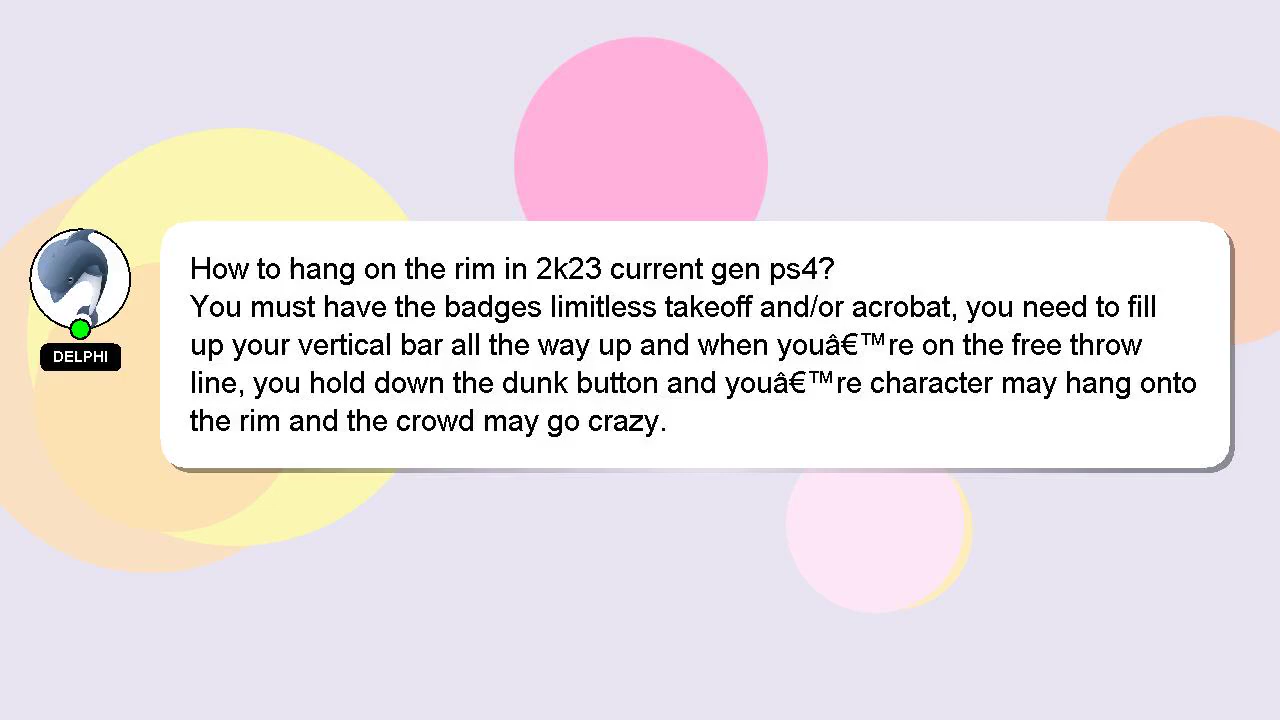 How to hang on the rim in 2k23 current gen ps4?
You must have the badges limitless takeoff and/or acrobat, you need to fill
up your vertical bar all the way up and when youâ€™re on the free throw
line, you hold down the dunk button and youâ€™re character may hang onto
the rim and the crowd may go crazy.
DELPHI